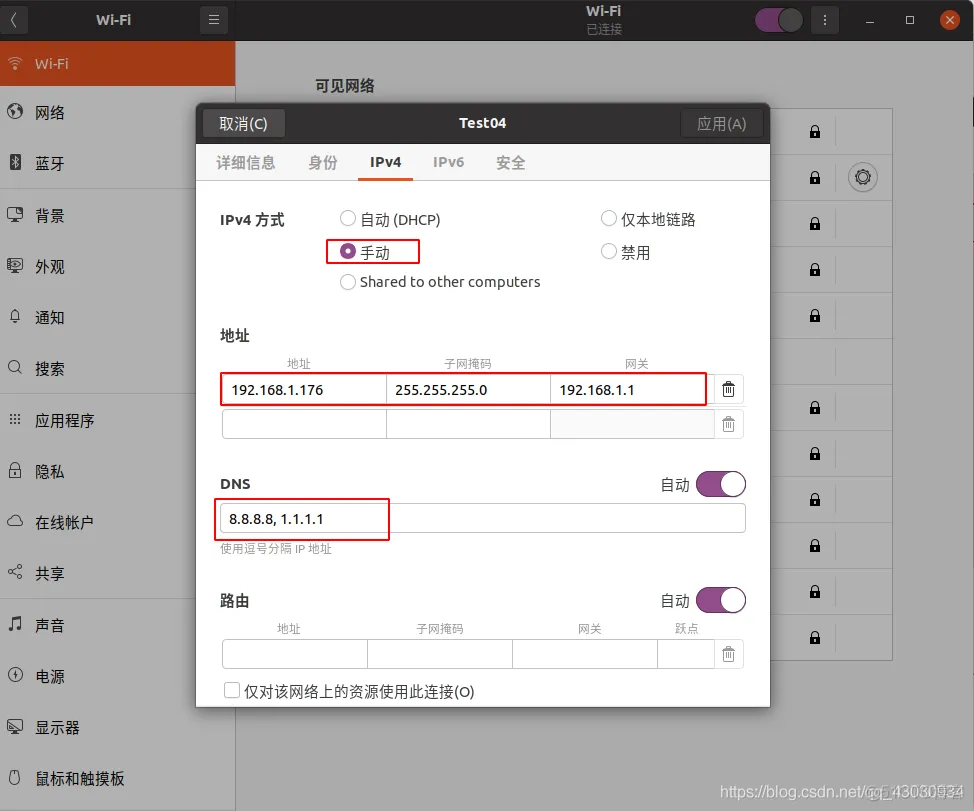 Wi-Fi
Wi-Fi
已连接
Wi-Fi
网络
蓝牙
背景
外观
通知
搜索
应用程序
隐私
在线帐户
共享
声音
电源
显示器
鼠标和触摸板
可见网络
取消(C)
Test04
应用(A)
详细信息 身份 IPv4 IPv6 安全
IPv4 方式 自动 (DHCP) 仅本地链路
手动 禁用
Shared to other computers
地址
地址 子网掩码 网关
192.168.1.176 255.255.255.0 192.168.1.1
DNS 自动
8.8.8.8, 1.1.1.1
使用逗号分隔 IP 地址
路由 自动
地址 子网掩码 网关 跃点
仅对该网络上的资源使用此连接(O)
https://blog.csdn.net/qq_43030934